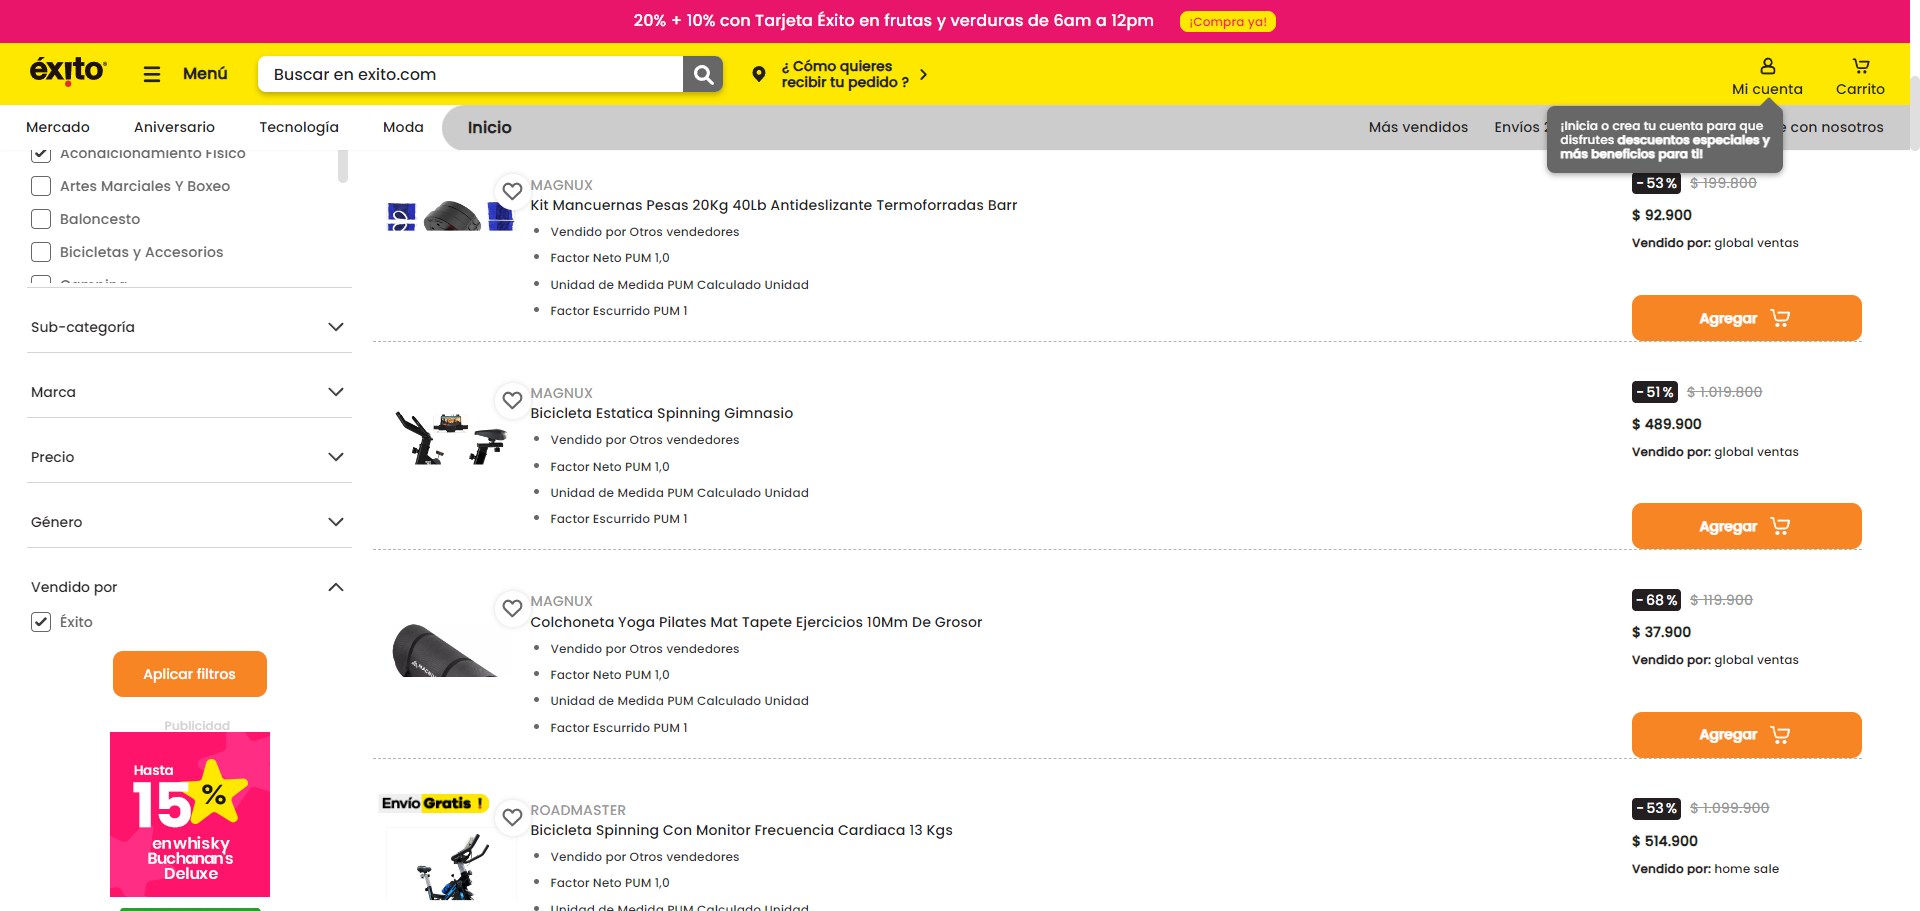 20% + 10% con Tarjeta Éxito en frutas y verduras de 6am a 12pm
¡Compra ya!
éxito
Menú
Buscar en exito.com
¿ Cómo quieres
recibir tu pedido ?
Mi cuenta
Carrito
Mercado
Aniversario
Tecnología
Moda
Inicio
Más vendidos
Envíos
con nosotros
¡Inicia o crea tu cuenta para que
disfrutes descuentos especiales y
más beneficios para ti!
Acondicionamiento Físico
Artes Marciales Y Boxeo
Baloncesto
Bicicletas y Accesorios
Sub-categoría
Marca
Precio
Género
Vendido por
Éxito
Aplicar filtros
Publicidad
Hasta
15%
en whisky
Buchanan's
Deluxe
MAGNUX
Kit Mancuernas Pesas 20Kg 40Lb Antideslizante Termoforradas Barr
Vendido por Otros vendedores
Factor Neto PUM 1,0
Unidad de Medida PUM Calculado Unidad
Factor Escurrido PUM 1
- 53 % $ 199.800
$ 92.900
Vendido por: global ventas
Agregar
MAGNUX
Bicicleta Estatica Spinning Gimnasio
Vendido por Otros vendedores
Factor Neto PUM 1,0
Unidad de Medida PUM Calculado Unidad
Factor Escurrido PUM 1
- 51 % $ 1.019.800
$ 489.900
Vendido por: global ventas
Agregar
MAGNUX
Colchoneta Yoga Pilates Mat Tapete Ejercicios 10Mm De Grosor
Vendido por Otros vendedores
Factor Neto PUM 1,0
Unidad de Medida PUM Calculado Unidad
Factor Escurrido PUM 1
- 68 % $ 119.900
$ 37.900
Vendido por: global ventas
Agregar
Envío Gratis !
ROADMASTER
Bicicleta Spinning Con Monitor Frecuencia Cardiaca 13 Kgs
Vendido por Otros vendedores
Factor Neto PUM 1,0
Unidad de Medida PUM Calculado Unidad
- 53 % $ 1.099.900
$ 514.900
Vendido por: home sale